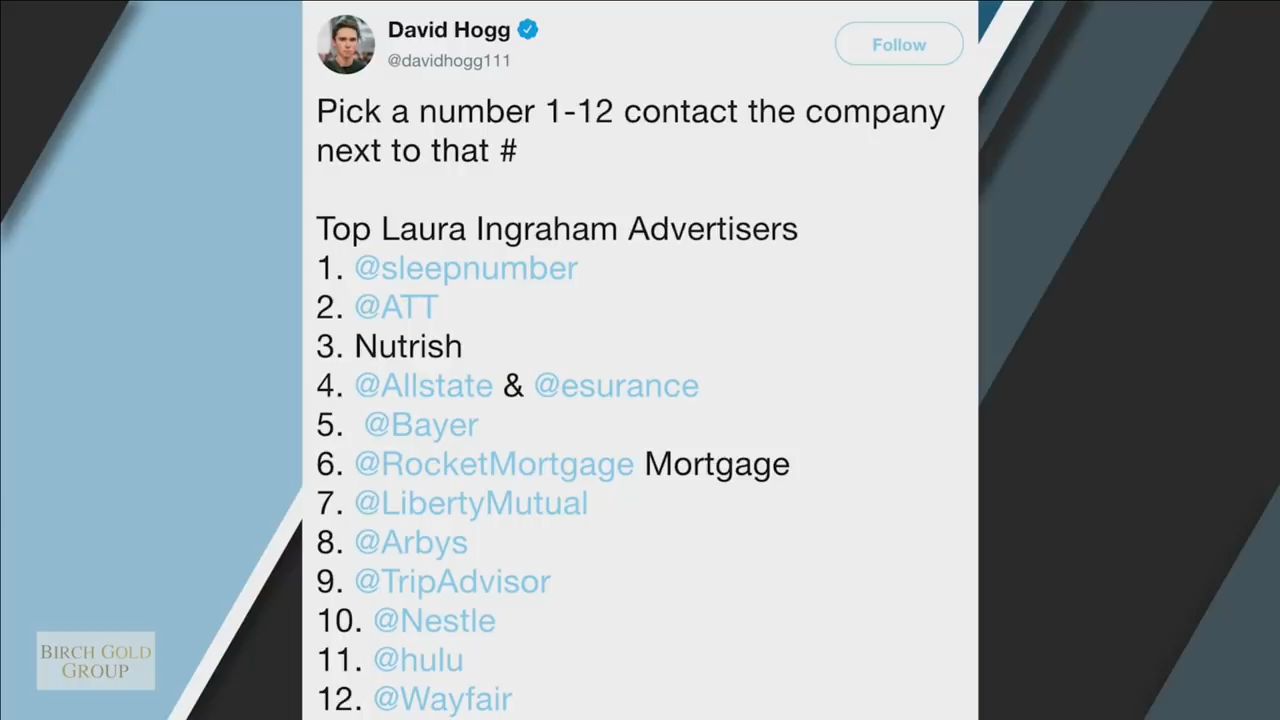 David Hogg
@davidhogg111
Follow
Pick a number 1-12 contact the company
next to that #
Top Laura Ingraham Advertisers
1. @sleepnumber
2. @ATT
3. Nutrish
4. @Allstate & @esurance
5. @Bayer
6. @RocketMortgage Mortgage
7. @LibertyMutual
8. @Arbys
9. @TripAdvisor
10. @Nestle
11. @hulu
12. @Wayfair
BIRCH GOLD
GROUP